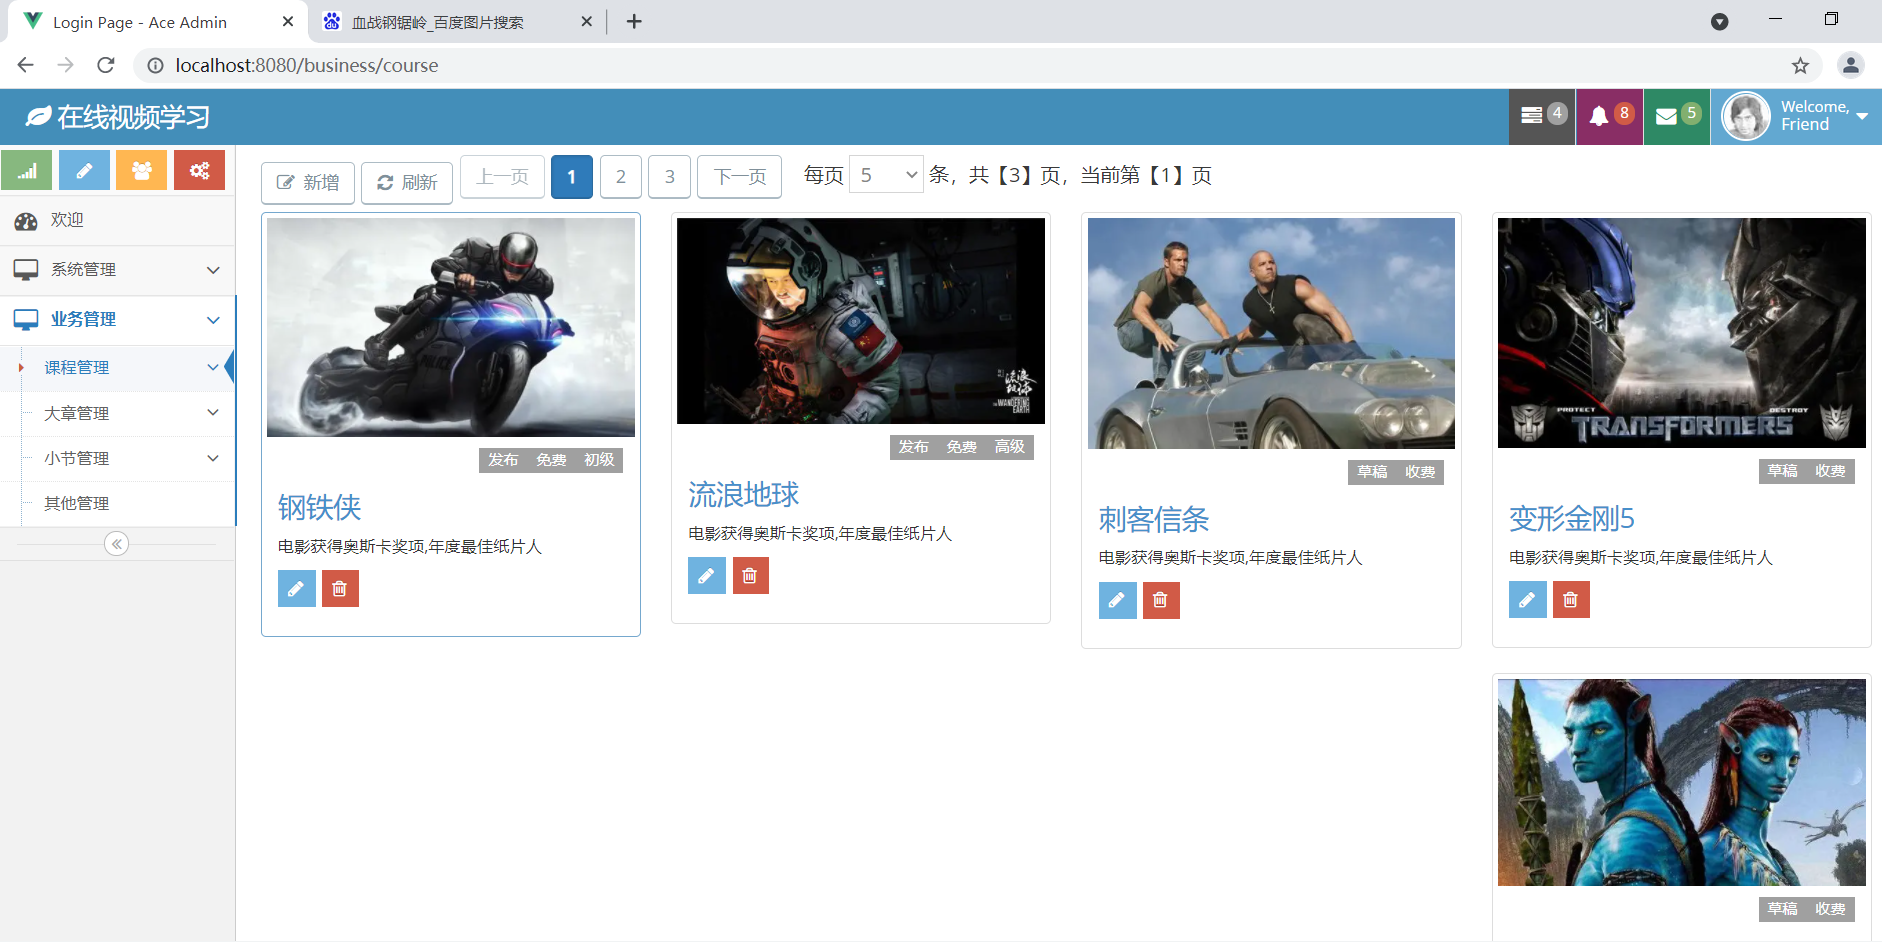 Login Page - Ace Admin
血战钢锯岭_百度图片搜索
localhost:8080/business/course
在线视频学习
4
8
5
Welcome,
Friend
新增
刷新
上一页
1
2
3
下一页
每页 5 条，共【3】页，当前第【1】页
欢迎
系统管理
业务管理
课程管理
大章管理
小节管理
其他管理
发布 免费 初级
钢铁侠
电影获得奥斯卡奖项,年度最佳纸片人
流浪地球
THE WANDERING
EARTH
发布 免费 高级
流浪地球
电影获得奥斯卡奖项,年度最佳纸片人
草稿 收费
刺客信条
电影获得奥斯卡奖项,年度最佳纸片人
PROTECT
DESTROY
TRANSFORMERS
草稿 收费
变形金刚5
电影获得奥斯卡奖项,年度最佳纸片人
草稿 收费